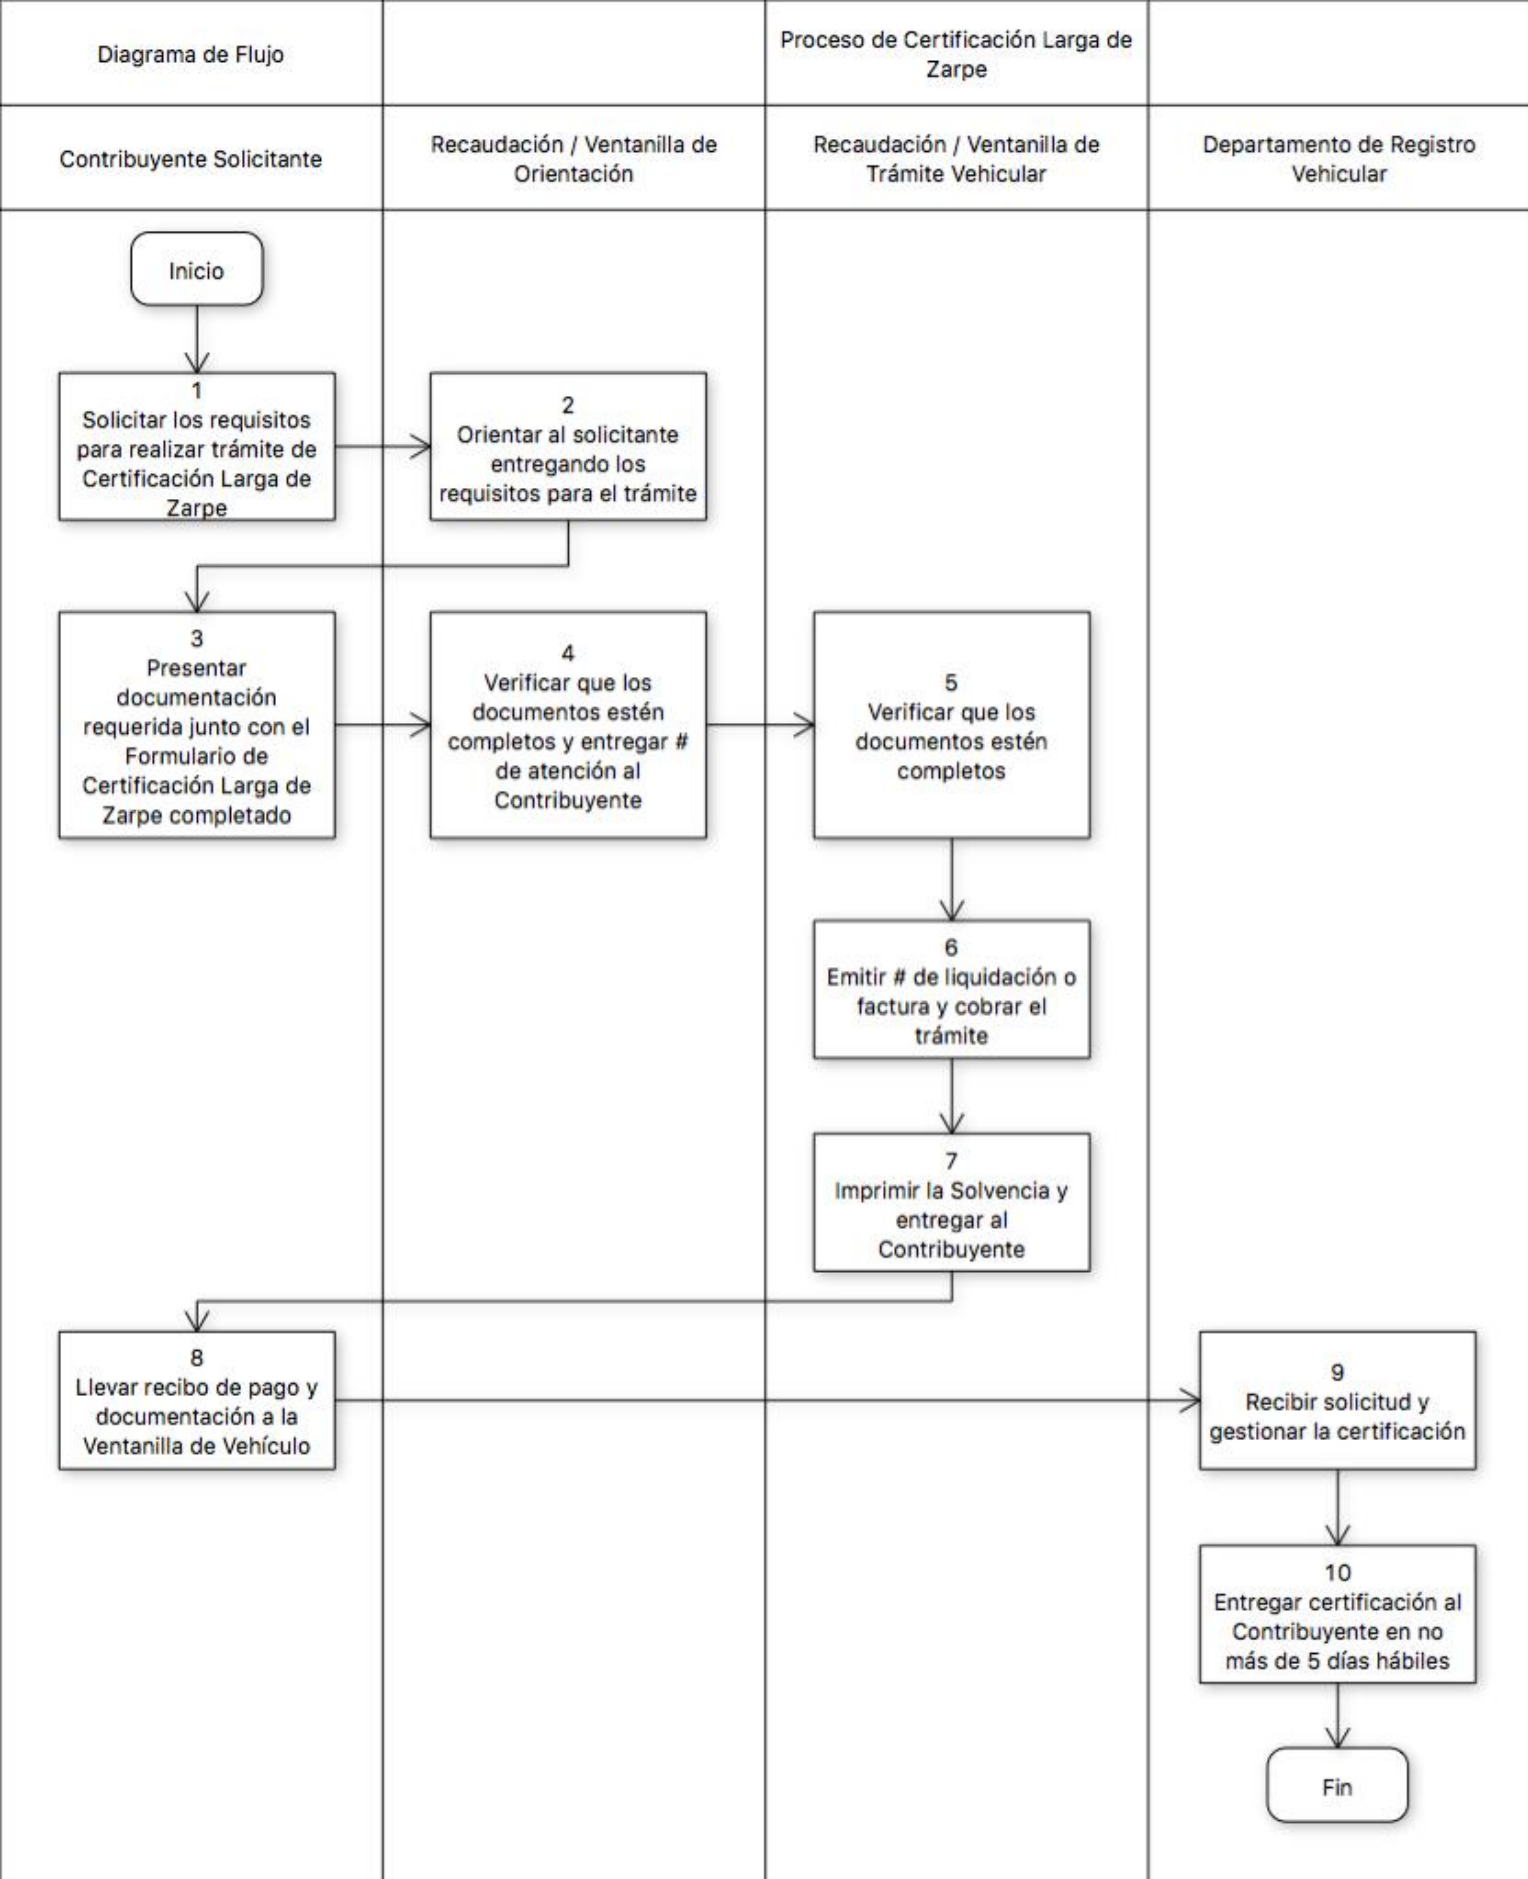 Diagrama de Flujo
Proceso de Certificación Larga de
Zarpe
Contribuyente Solicitante
Recaudación / Ventanilla de
Orientación
Recaudación / Ventanilla de
Trámite Vehicular
Departamento de Registro
Vehicular
Inicio
1
Solicitar los requisitos
para realizar trámite de
Certificación Larga de
Zarpe
2
Orientar al solicitante
entregando los
requisitos para el trámite
3
Presentar
documentación
requerida junto con el
Formulario de
Certificación Larga de
Zarpe completado
4
Verificar que los
documentos estén
completos y entregar #
de atención al
Contribuyente
5
Verificar que los
documentos estén
completos
6
Emitir # de liquidación o
factura y cobrar el
trámite
7
Imprimir la Solvencia y
entregar al
Contribuyente
8
Llevar recibo de pago y
documentación a la
Ventanilla de Vehículo
9
Recibir solicitud y
gestionar la certificación
10
Entregar certificación al
Contribuyente en no
más de 5 días hábiles
Fin